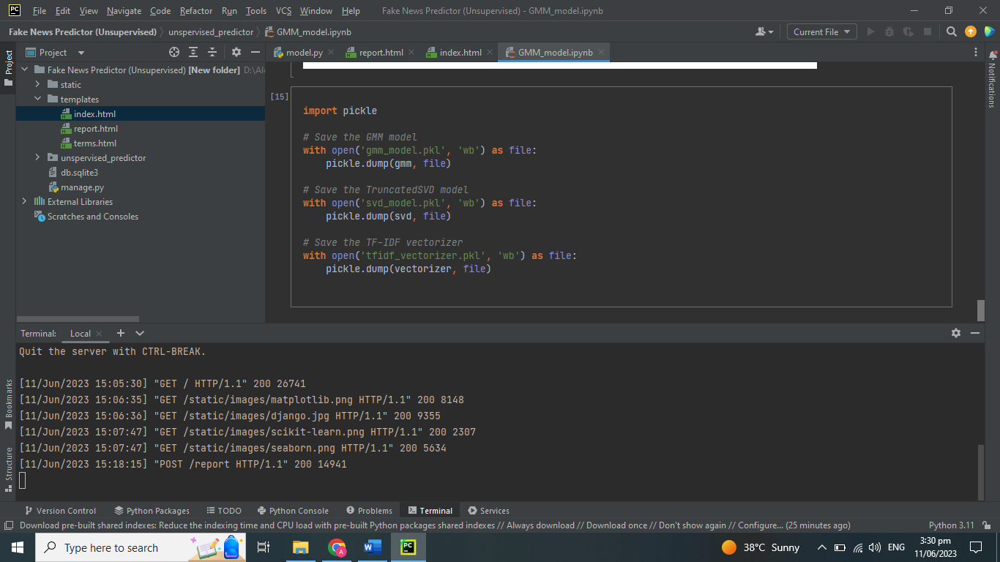 PC File Edit View Navigate Code Refactor Run Tools VCS Window Help Fake News Predictor (Unsupervised) - GMM_model.ipynb
Fake News Predictor (Unsupervised) unspervised_predictor GMM_model.ipynb Current File
Project
Project
model.py report.html index.html GMM_model.ipynb
Notifications
Fake News Predictor (Unsupervised) [New folder]
static
templates
index.html
report.html
terms.html
unspervised_predictor
db.sqlite3
manage.py
External Libraries
Scratches and Consoles
[15]
import pickle
# Save the GMM model
with open('gmm_model.pkl', 'wb') as file:
pickle.dump(gmm, file)
# Save the TruncatedSVD model
with open('svd_model.pkl', 'wb') as file:
pickle.dump(svd, file)
# Save the TF-IDF vectorizer
with open('tfidf_vectorizer.pkl', 'wb') as file:
pickle.dump(vectorizer, file)
Terminal: Local
Quit the server with CTRL-BREAK.
[11/Jun/2023 15:05:30] "GET / HTTP/1.1" 200 26741
[11/Jun/2023 15:06:35] "GET /static/images/matplotlib.png HTTP/1.1" 200 8148
[11/Jun/2023 15:06:36] "GET /static/images/django.jpg HTTP/1.1" 200 9355
[11/Jun/2023 15:07:47] "GET /static/images/scikit-learn.png HTTP/1.1" 200 2307
[11/Jun/2023 15:07:47] "GET /static/images/seaborn.png HTTP/1.1" 200 5634
[11/Jun/2023 15:18:15] "POST /report HTTP/1.1" 200 14941
Bookmarks
Structure
Version Control Python Packages TODO Python Console Problems Terminal Services
Download pre-built shared indexes: Reduce the indexing time and CPU load with pre-built Python packages shared indexes // Always download // Download once // Don't show again // Configure... (25 minutes ago) Python 3.11
Type here to search
38°C Sunny ENG
3:30 pm
11/06/2023